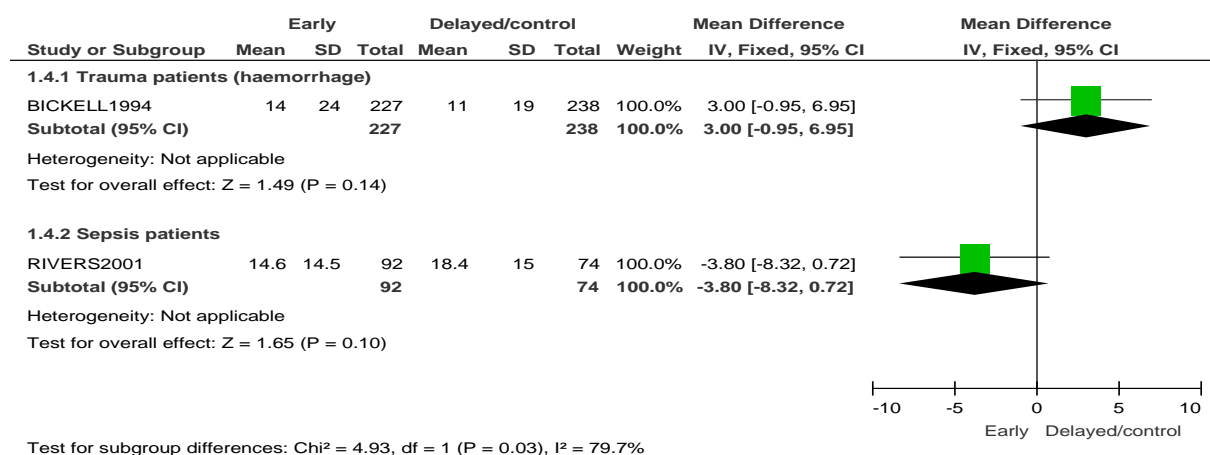 Early Delayed/control Mean Difference Mean Difference
Study or Subgroup Mean SD Total Mean SD Total Weight IV, Fixed, 95% CI IV, Fixed, 95% CI
1.4.1 Trauma patients (haemorrhage)
BICKELL1994 14 24 227 11 19 238 100.0% 3.00 [-0.95, 6.95]
Subtotal (95% CI) 227 238 100.0% 3.00 [-0.95, 6.95]
Heterogeneity: Not applicable
Test for overall effect: Z = 1.49 (P = 0.14)
1.4.2 Sepsis patients
RIVERS2001 14.6 14.5 92 18.4 15 74 100.0% -3.80 [-8.32, 0.72]
Subtotal (95% CI) 92 74 100.0% -3.80 [-8.32, 0.72]
Heterogeneity: Not applicable
Test for overall effect: Z = 1.65 (P = 0.10)
-10 -5 0 5 10
Early Delayed/control
Test for subgroup differences: Chi² = 4.93, df = 1 (P = 0.03), I² = 79.7%